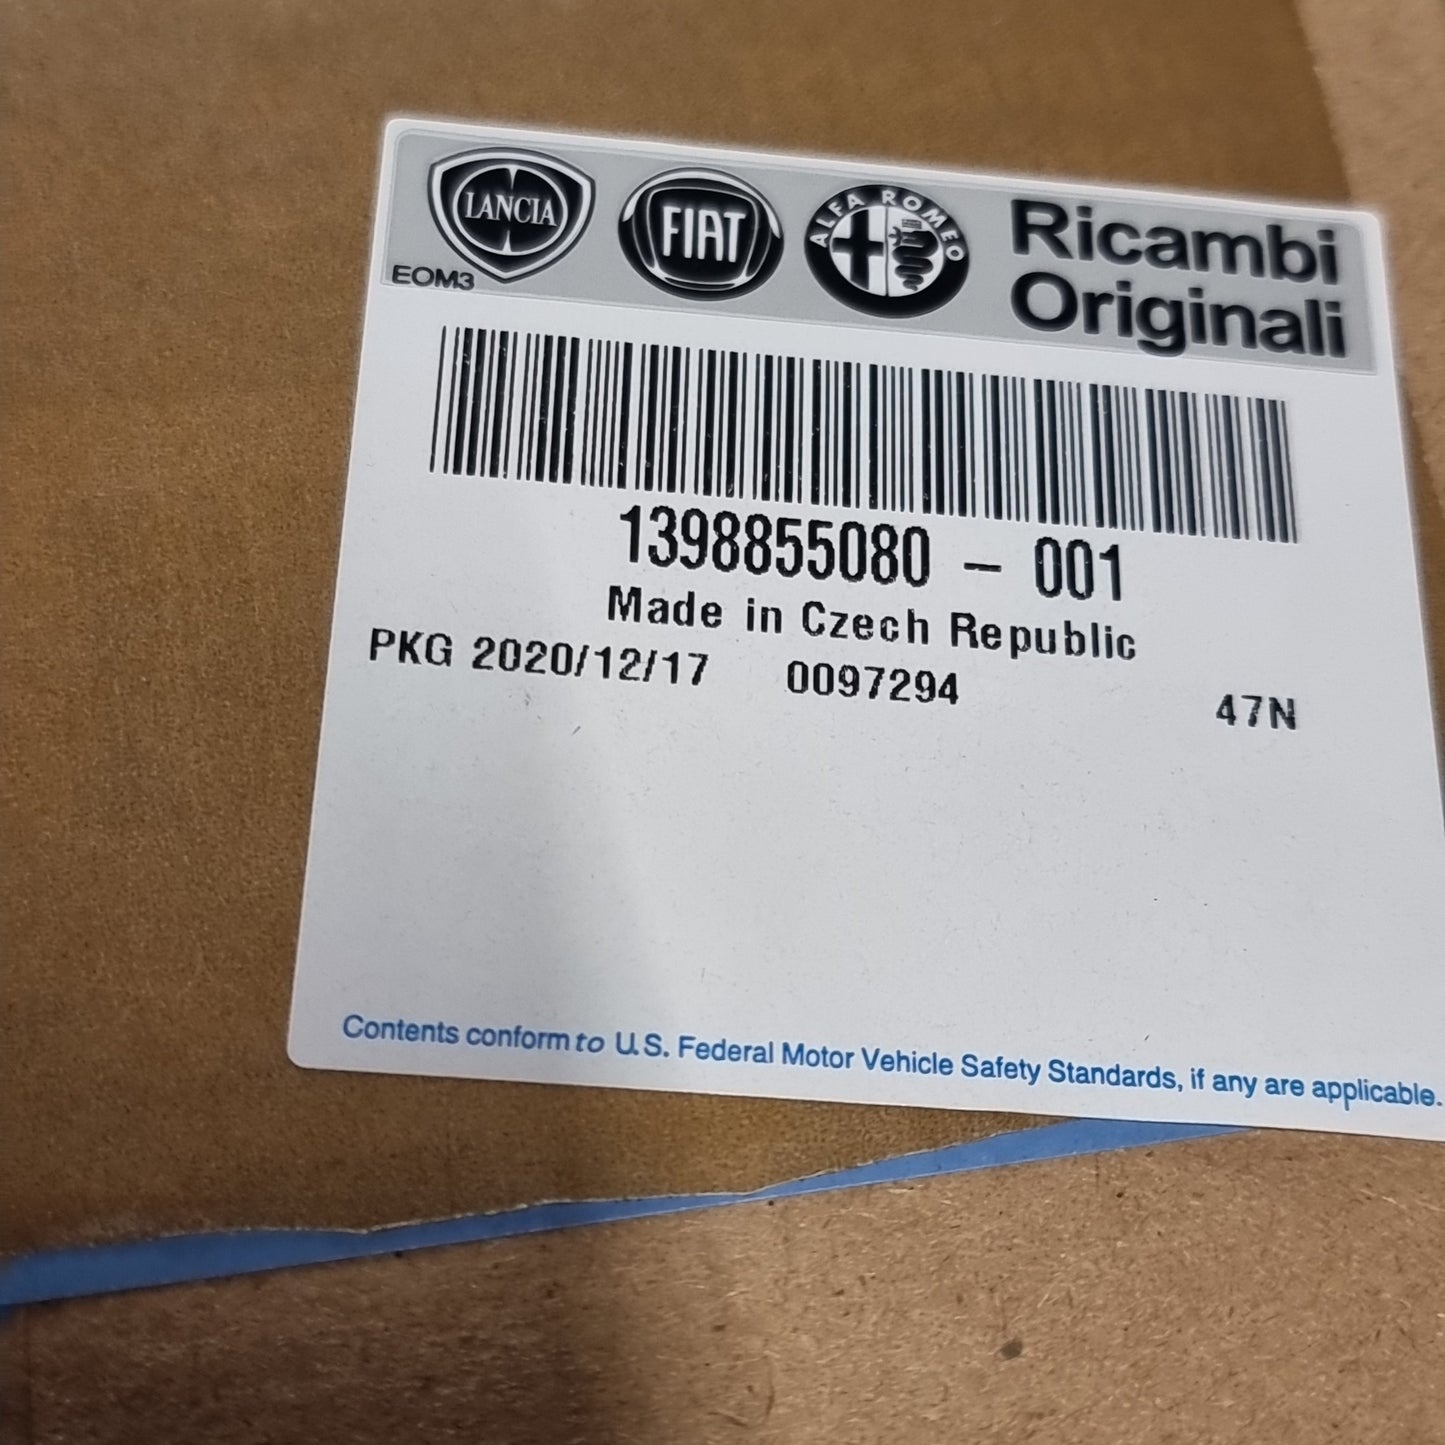 LANCIA
FIAT
ALFA ROMEO
Ricambi
Originali
EOM3
1398855080 - 001
Made in Czech Republic
PKG 2020/12/17 0097294 47N
Contents conform to U.S. Federal Motor Vehicle Safety Standards, if any are applicable.